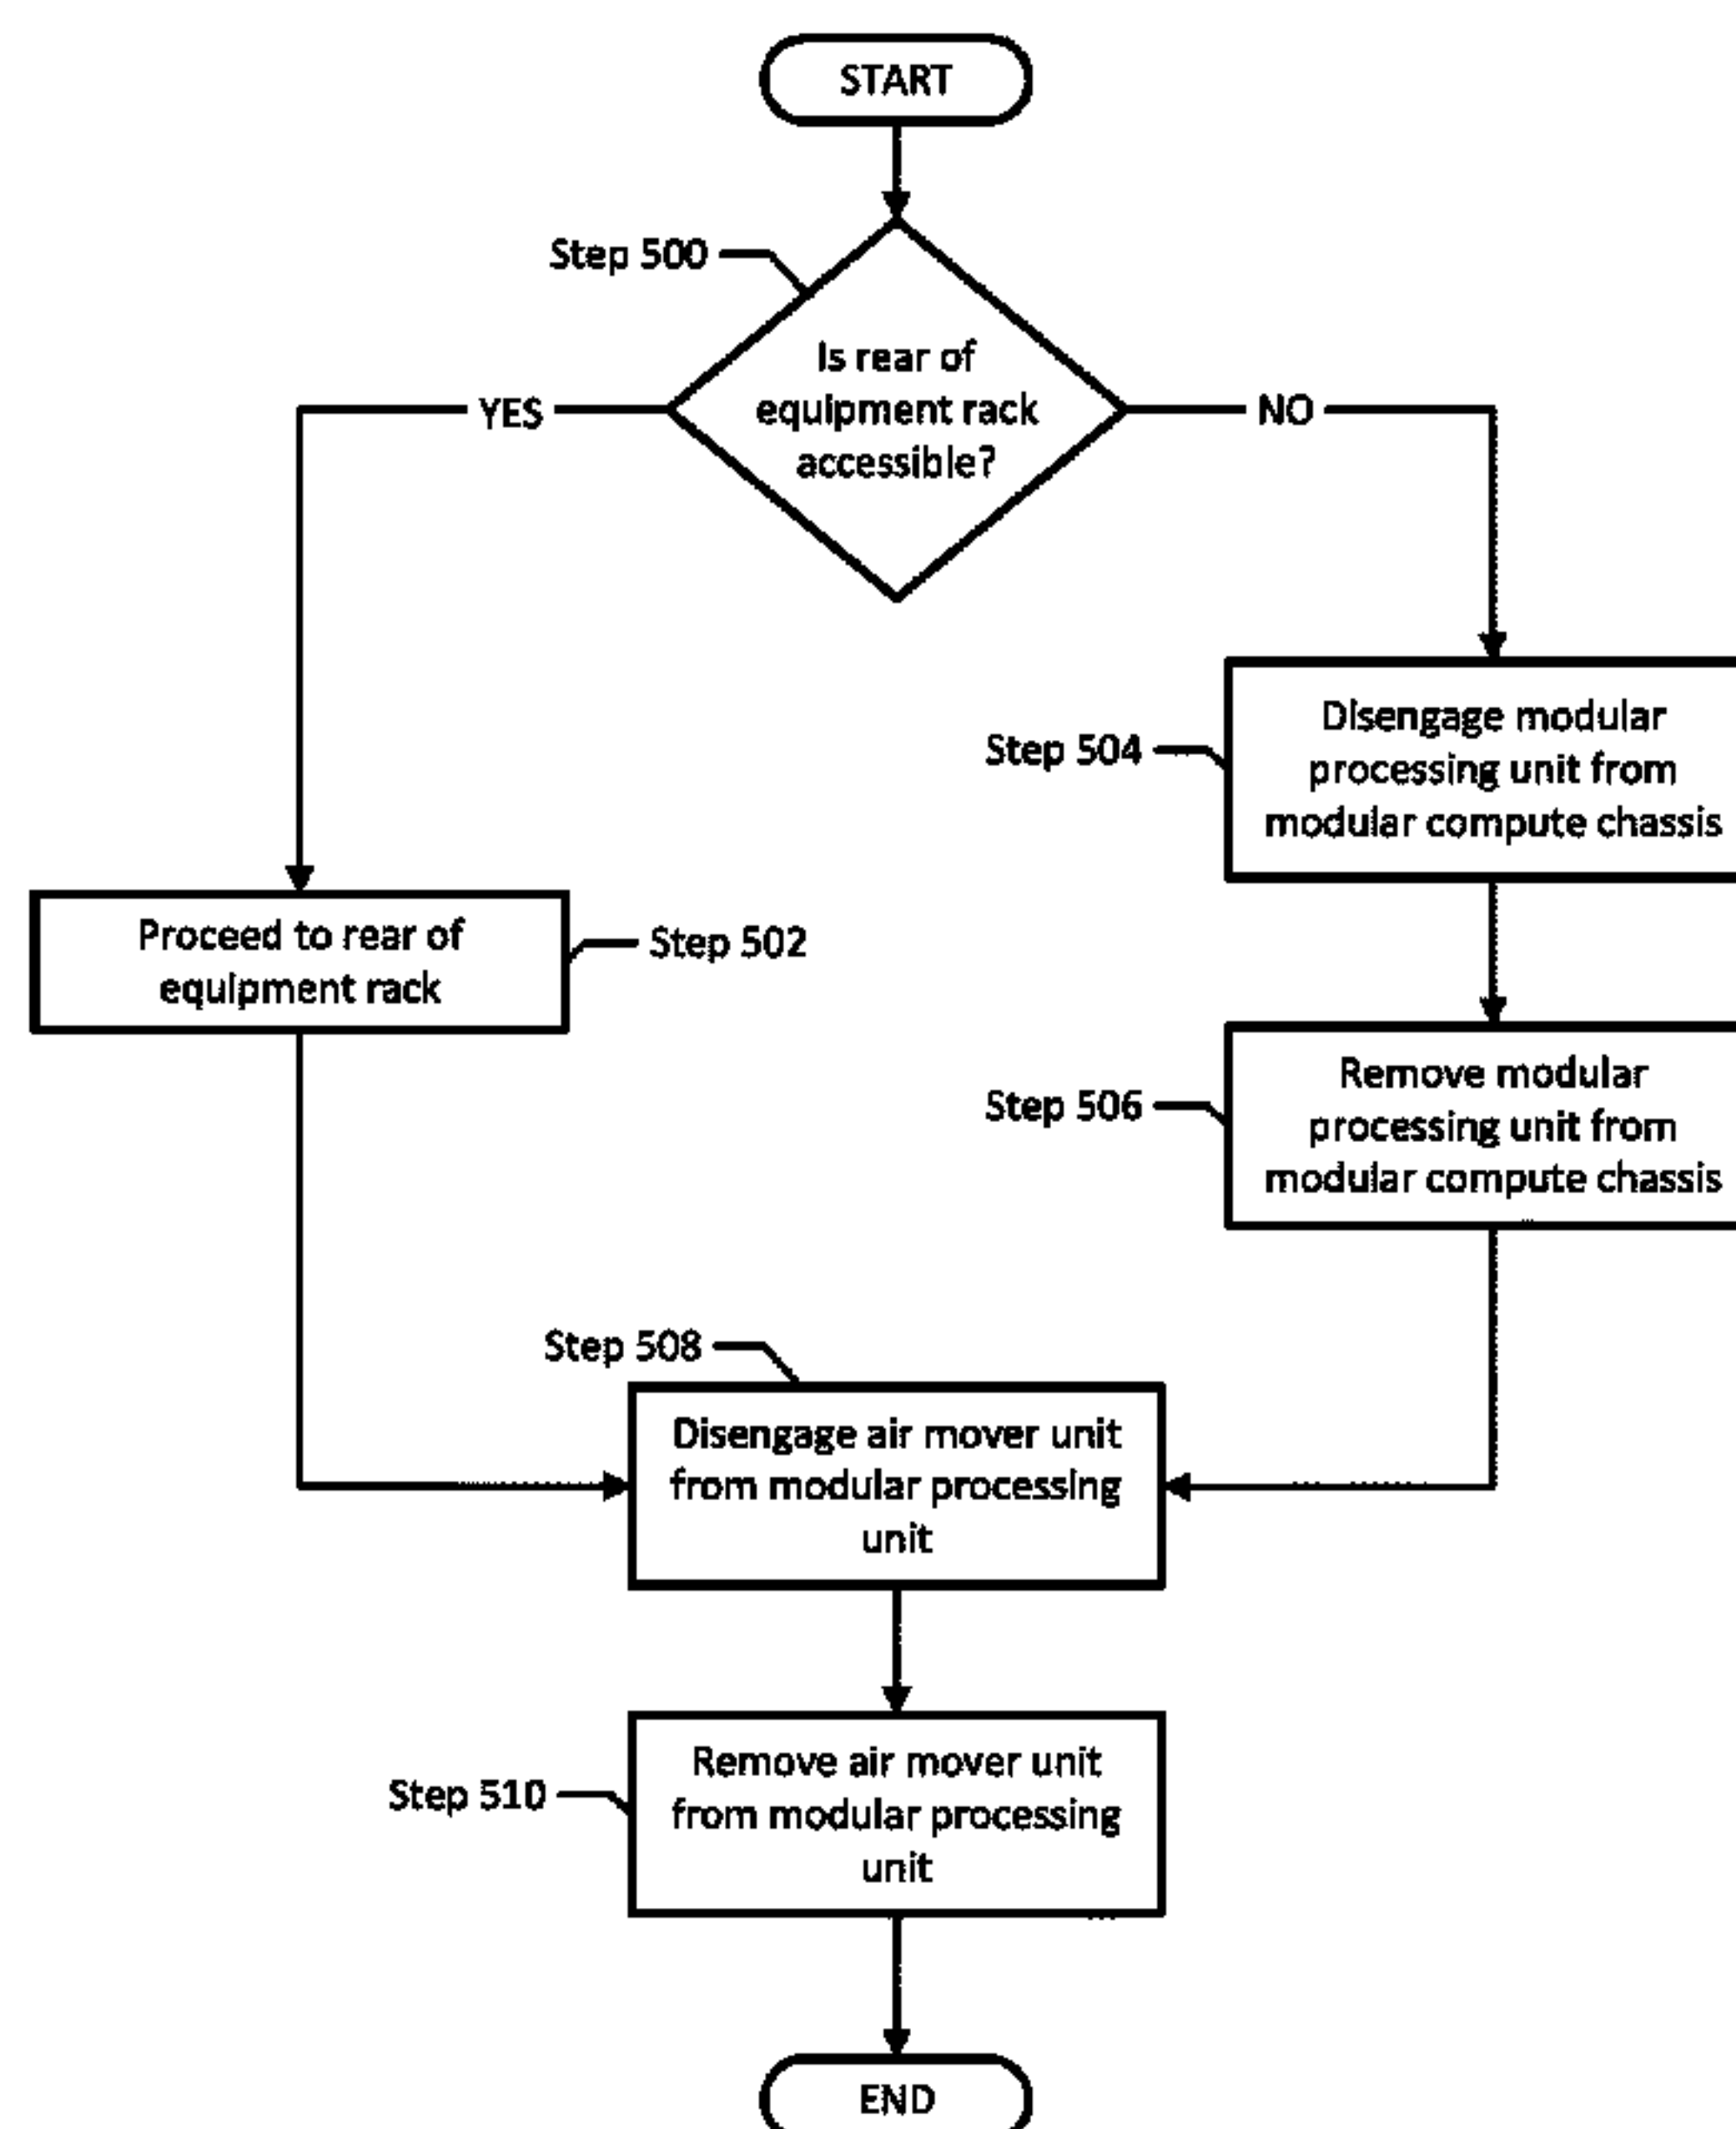 START
Step 500
Is rear of
equipment rack
accessible?
YES
NO
Step 504
Disengage modular
processing unit from
modular compute chassis
Proceed to rear of
equipment rack
Step 502
Step 506
Remove modular
processing unit from
modular compute chassis
Step 508
Disengage air mover unit
from modular processing
unit
Step 510
Remove air mover unit
from modular processing
unit
END